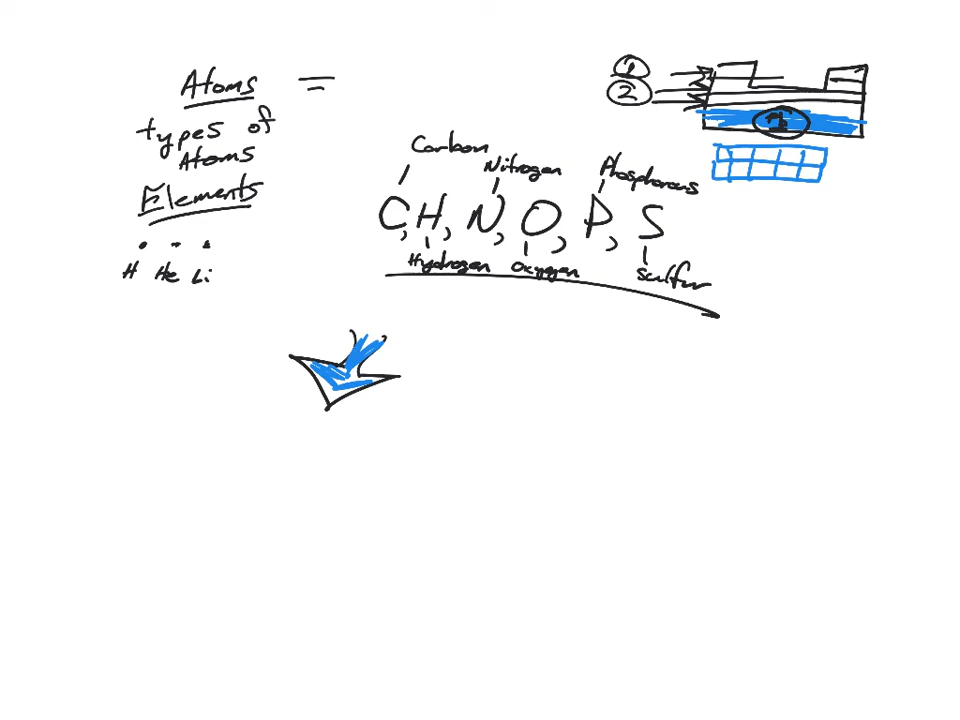 Atoms =
types of
Atoms
Elements
H He Li
Carbon
Nitrogen
Phosphorous
C, H, N, O, P, S
Hydrogen
Oxygen
Sulfur
1
2